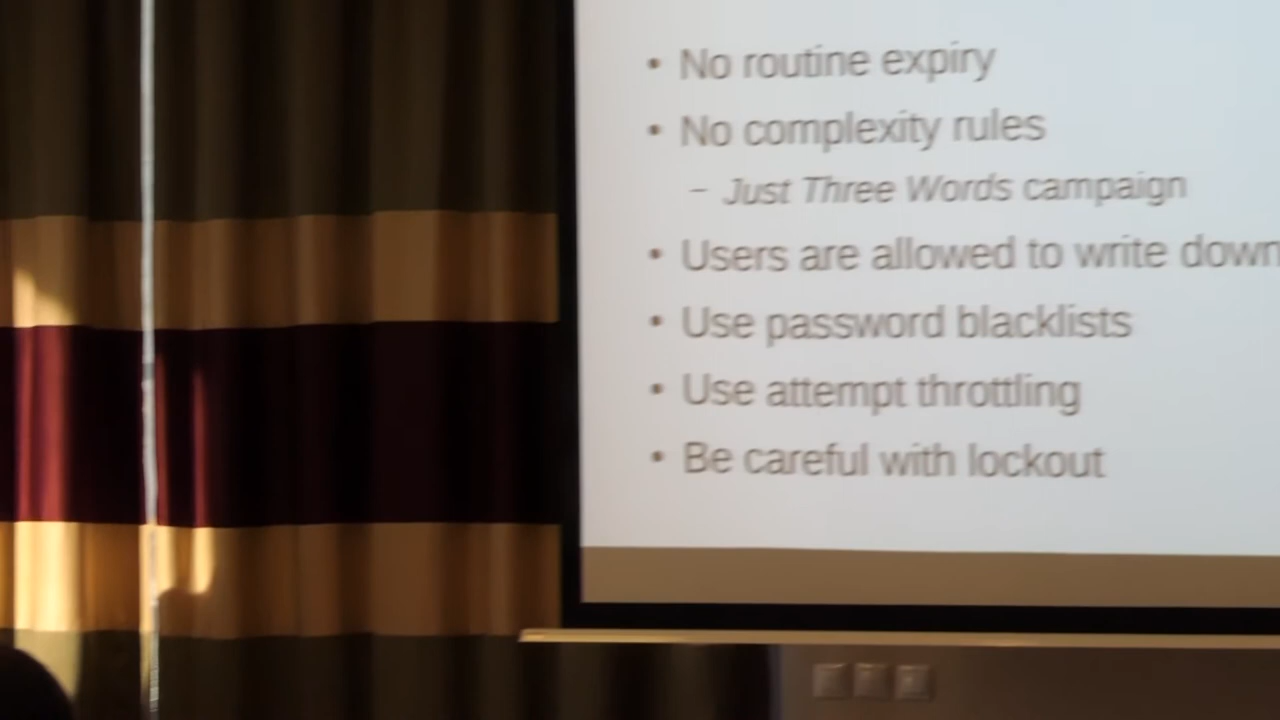 • No routine expiry
• No complexity rules
– Just Three Words campaign
• Users are allowed to write down
• Use password blacklists
• Use attempt throttling
• Be careful with lockout